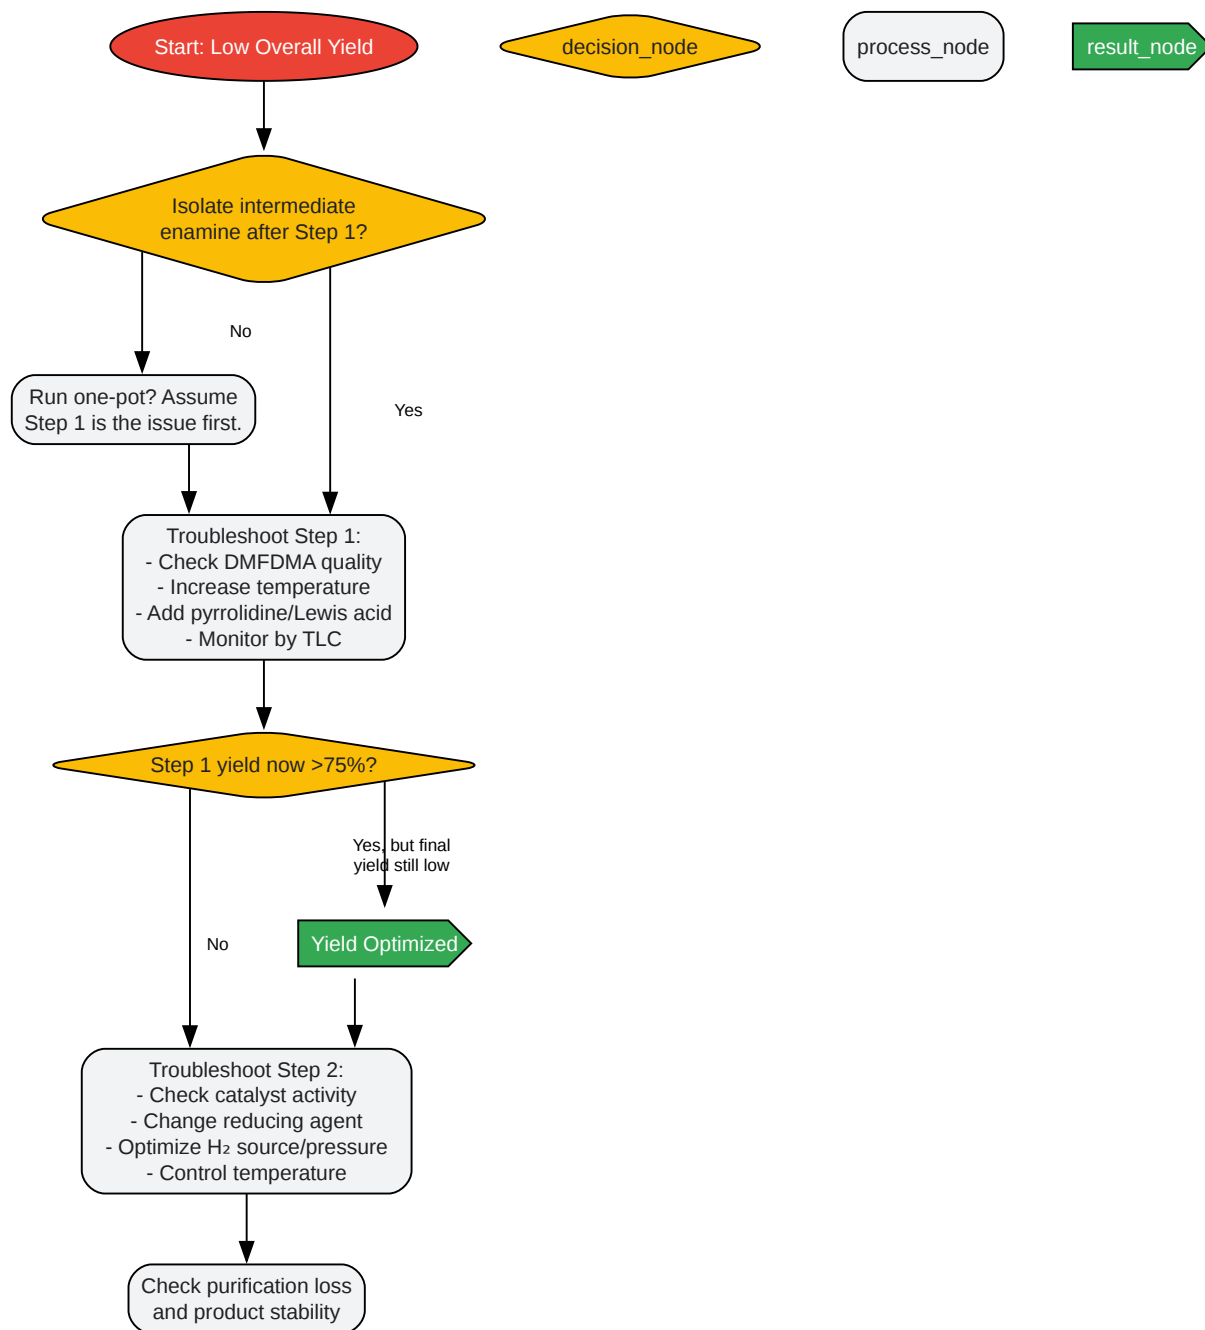 Start: Low Overall Yield
decision_node
process_node
result_node
Isolate intermediate
enamine after Step 1?
No
Yes
Run one-pot? Assume
Step 1 is the issue first.
Troubleshoot Step 1:
- Check DMFDMA quality
- Increase temperature
- Add pyrrolidine/Lewis acid
- Monitor by TLC
Step 1 yield now >75%?
Yes, but final
yield still low
No
Yield Optimized
Troubleshoot Step 2:
- Check catalyst activity
- Change reducing agent
- Optimize H₂ source/pressure
- Control temperature
Check purification loss
and product stability